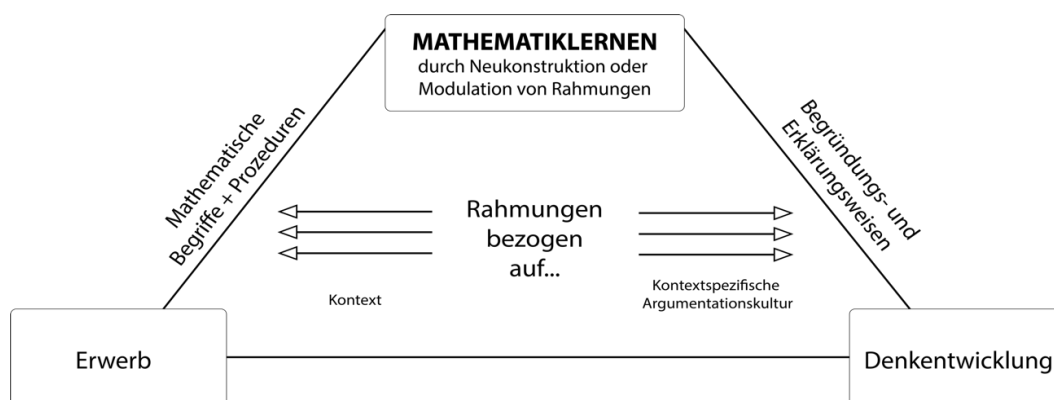 MATHEMATIKLERNEN
durch Neukonstruktion oder
Modulation von Rahmungen
Mathematische
Begriffe + Prozeduren
Begründungs- und
Erklärungsweisen
Rahmungen
bezogen
auf...
Kontext
Kontextspezifische
Argumentationskultur
Erwerb
Denkentwicklung